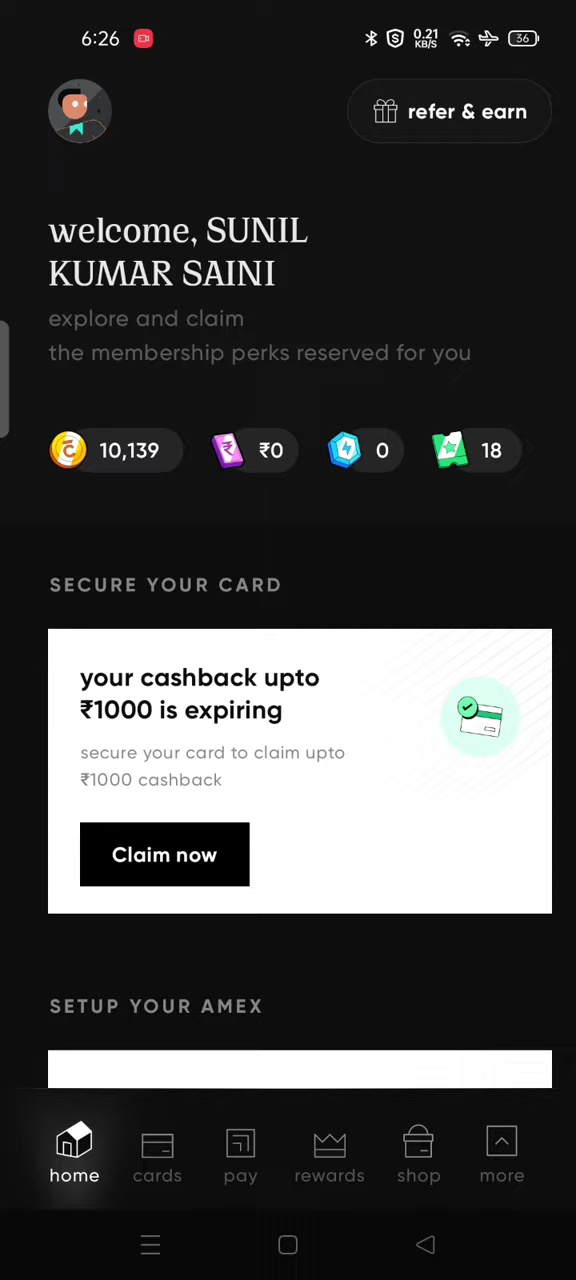 6:26
0.21
KB/S
36
refer & earn
welcome, SUNIL
KUMAR SAINI
explore and claim
the membership perks reserved for you
10,139
₹0
0
18
SECURE YOUR CARD
your cashback upto
₹1000 is expiring
secure your card to claim upto
₹1000 cashback
Claim now
SETUP YOUR AMEX
home
cards
pay
rewards
shop
more